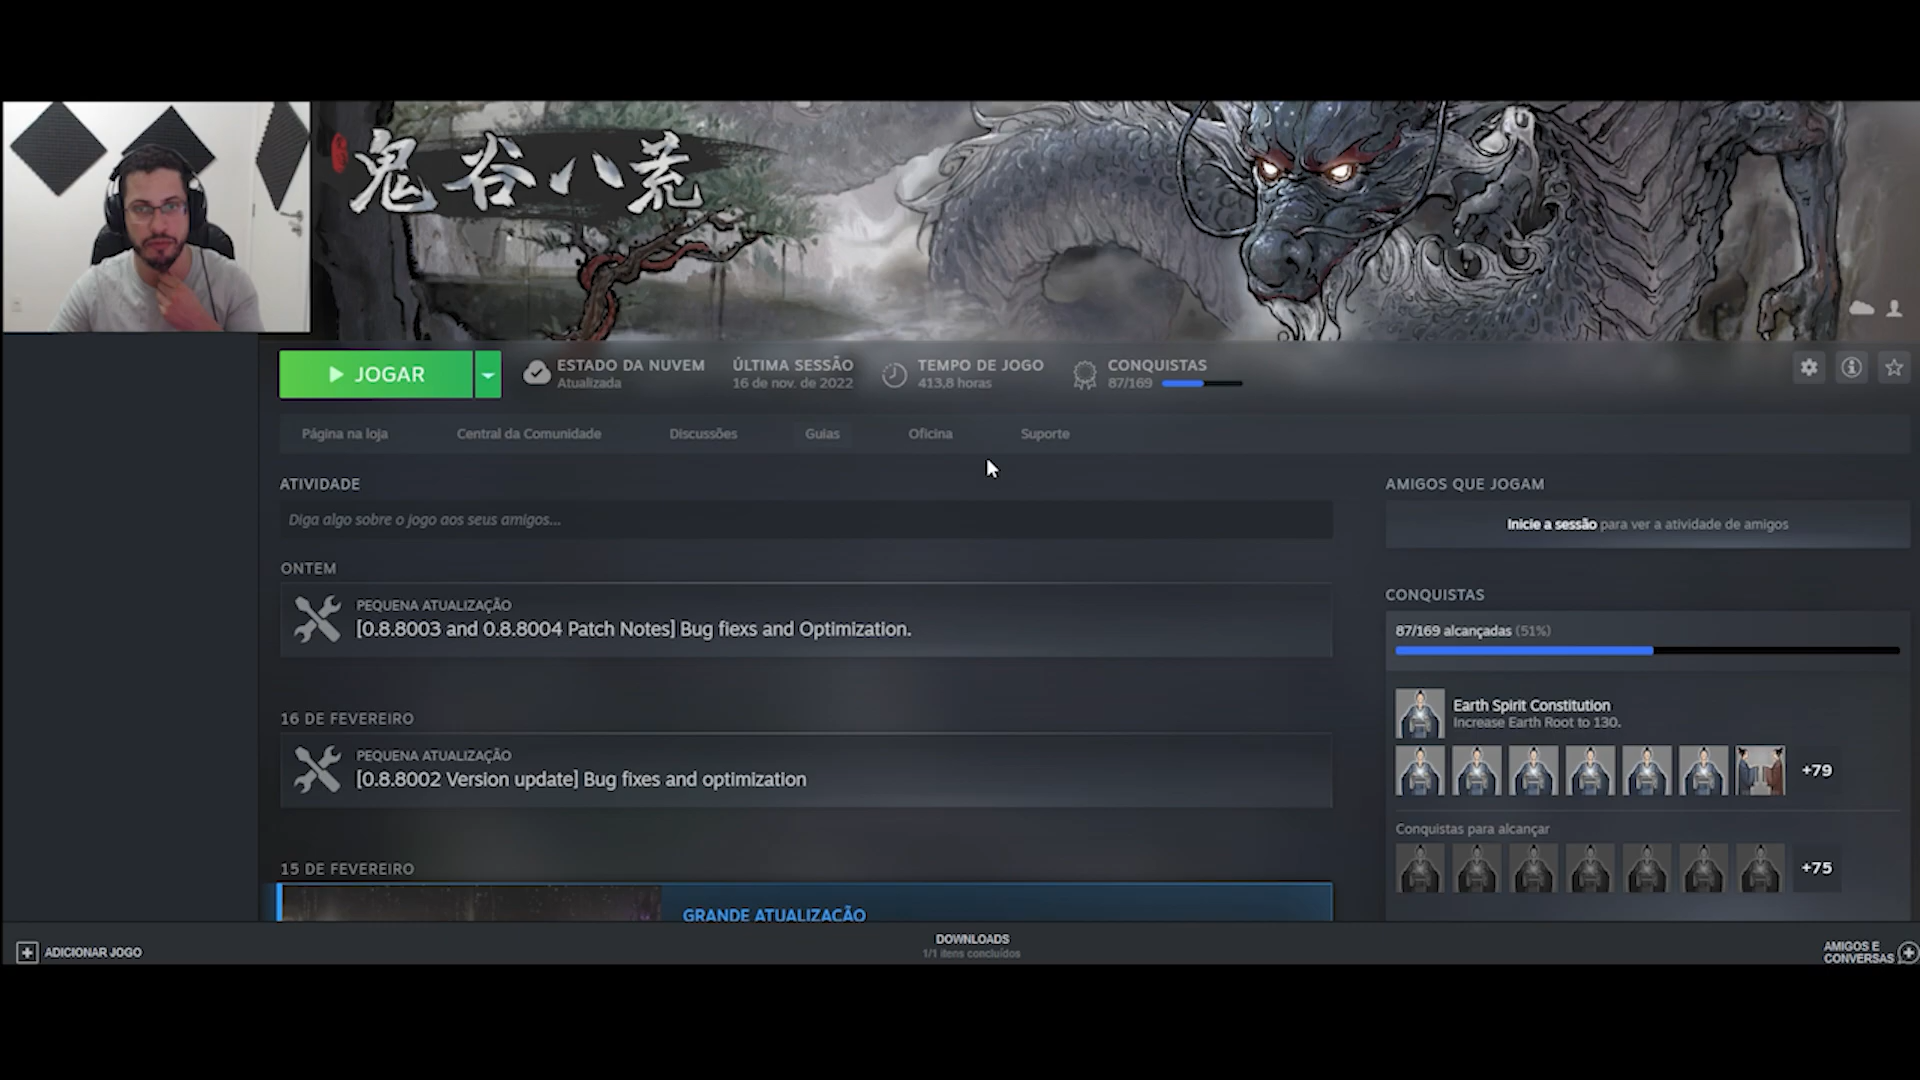 鬼谷八荒
JOGAR
ESTADO DA NUVEM
Atualizada
ÚLTIMA SESSÃO
16 de nov. de 2022
TEMPO DE JOGO
413,8 horas
CONQUISTAS
87/169
Página na loja
Central da Comunidade
Discussões
Guias
Oficina
Suporte
ATIVIDADE
Diga algo sobre o jogo aos seus amigos...
ONTEM
PEQUENA ATUALIZAÇÃO
[0.8.8003 and 0.8.8004 Patch Notes] Bug fiexs and Optimization.
16 DE FEVEREIRO
PEQUENA ATUALIZAÇÃO
[0.8.8002 Version update] Bug fixes and optimization
15 DE FEVEREIRO
GRANDE ATUALIZAÇÃO
AMIGOS QUE JOGAM
Inicie a sessão para ver a atividade de amigos
CONQUISTAS
87/169 alcançadas (51%)
Earth Spirit Constitution
Increase Earth Root to 130.
+79
Conquistas para alcançar
+75
ADICIONAR JOGO
DOWNLOADS
1/1 itens concluídos
AMIGOS E
CONVERSAS